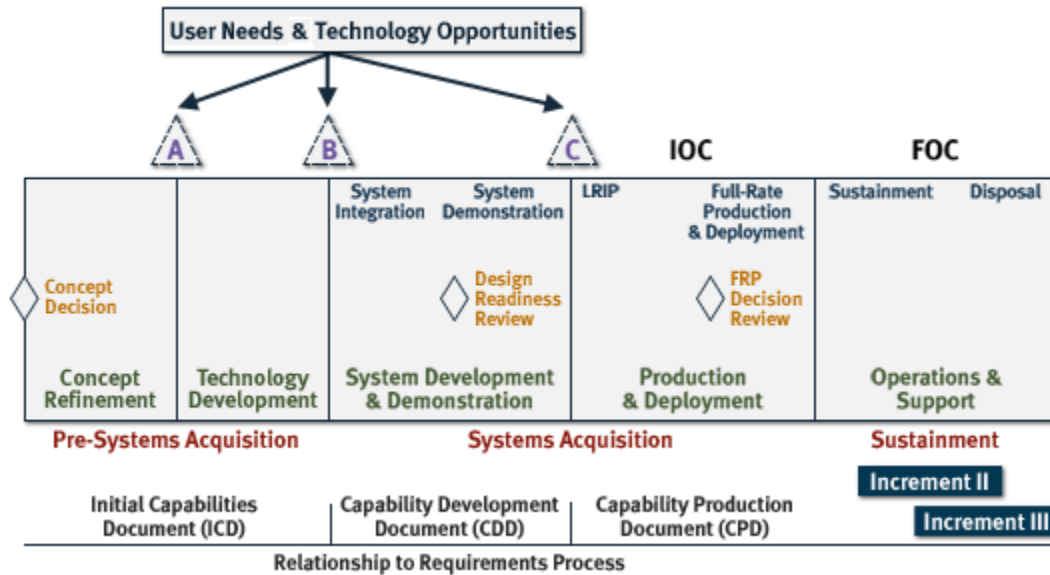 User Needs & Technology Opportunities
A
B
C
IOC
FOC
System
Integration
System
Demonstration
LRIP
Full-Rate
Production
& Deployment
Sustainment
Disposal
Concept
Decision
Design
Readiness
Review
FRP
Decision
Review
Concept
Refinement
Technology
Development
System Development
& Demonstration
Production
& Deployment
Operations &
Support
Pre-Systems Acquisition
Systems Acquisition
Sustainment
Increment II
Increment III
Initial Capabilities
Document (ICD)
Capability Development
Document (CDD)
Capability Production
Document (CPD)
Relationship to Requirements Process